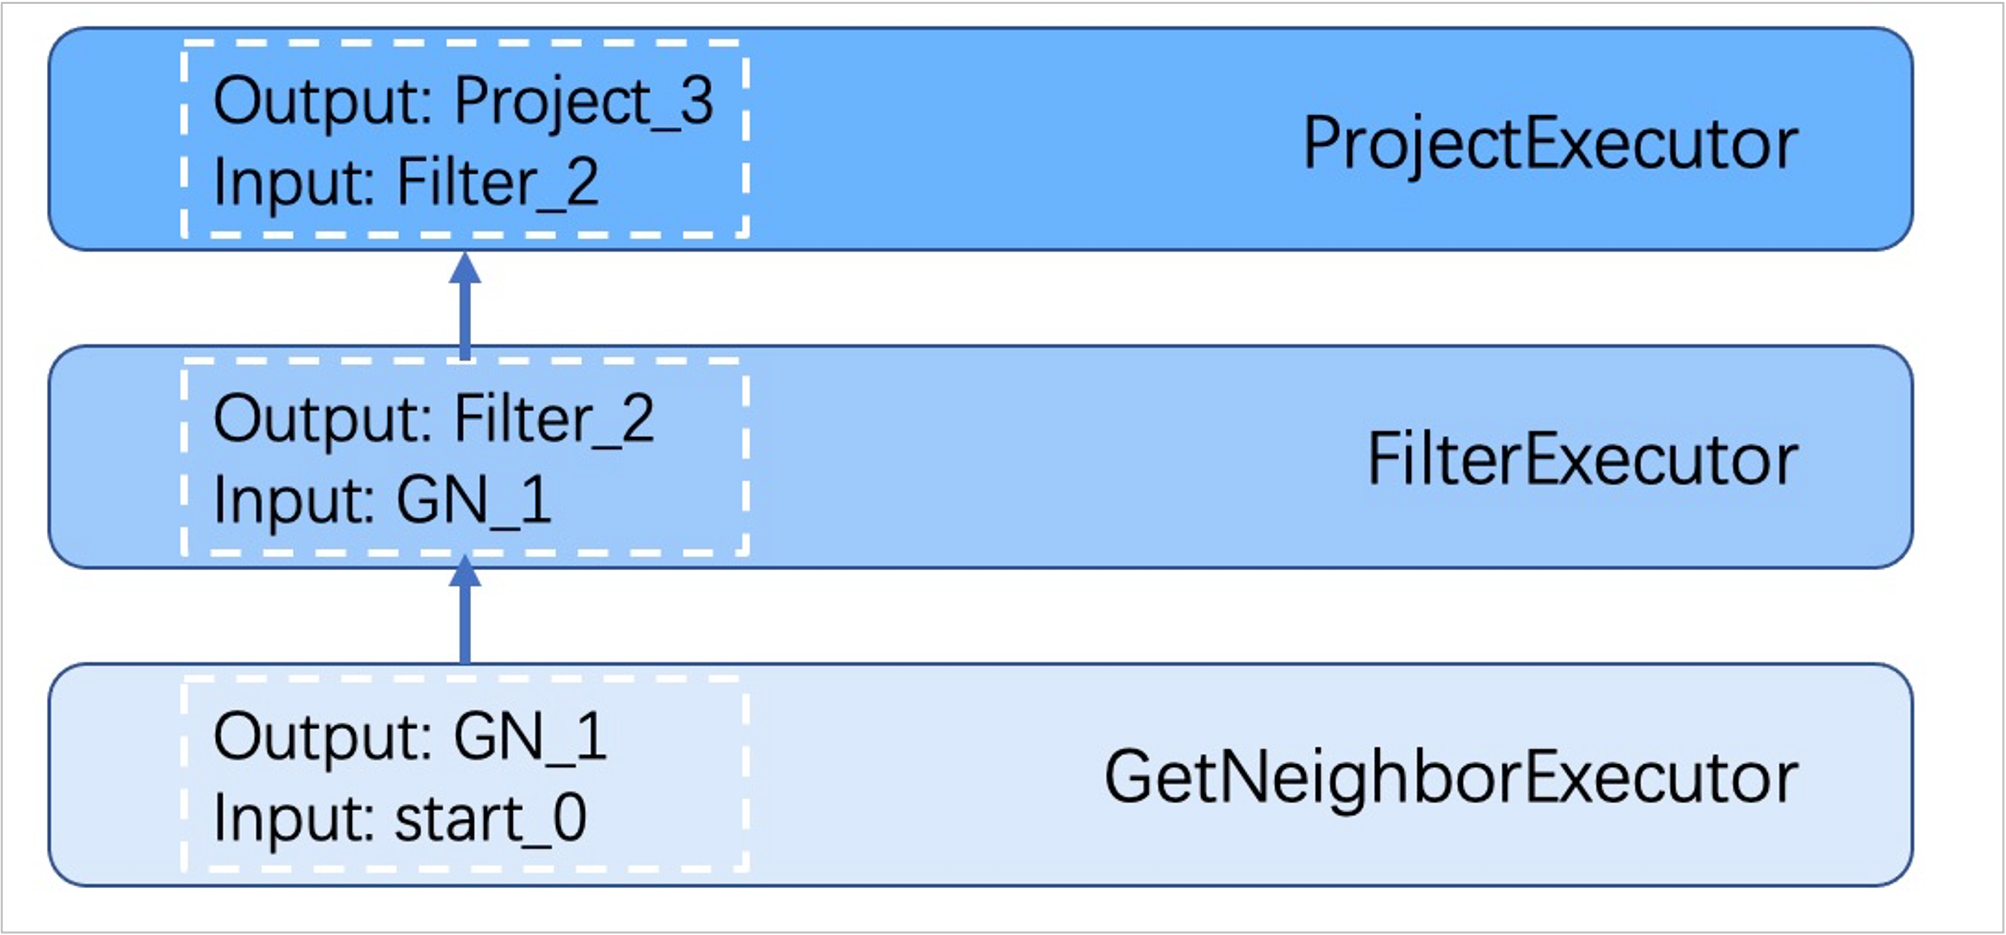 Output: Project_3
Input: Filter_2
ProjectExecutor
Output: Filter_2
Input: GN_1
FilterExecutor
Output: GN_1
Input: start_0
GetNeighborExecutor